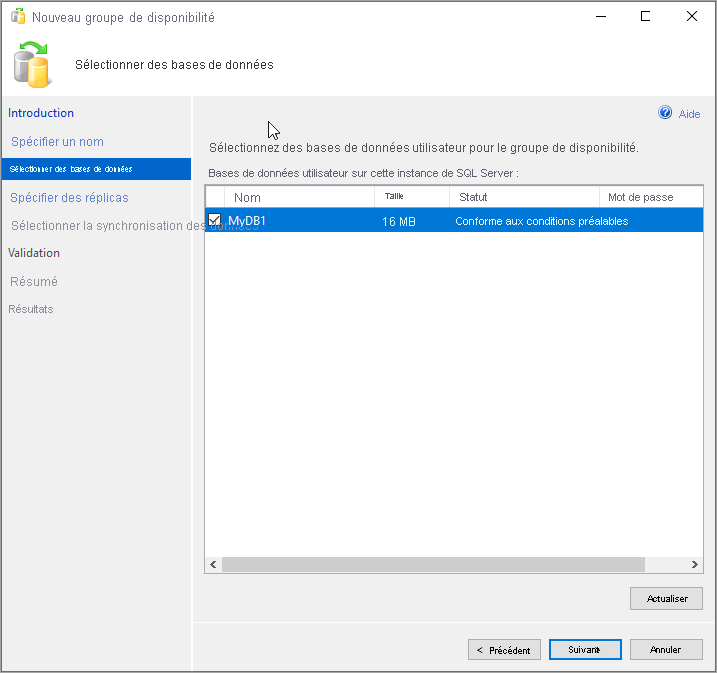 Nouveau groupe de disponibilité
Sélectionner des bases de données
Introduction
Spécifier un nom
Sélectionner des bases de données
Spécifier des réplicas
Sélectionner la synchronisation des données
Validation
Résumé
Résultats
Aide
Sélectionnez des bases de données utilisateur pour le groupe de disponibilité.
Bases de données utilisateur sur cette instance de SQL Server :
Nom Taille Statut Mot de passe
MyDB1 16 MB Conforme aux conditions préalables
Actualiser
< Précédent Suivant Annuler